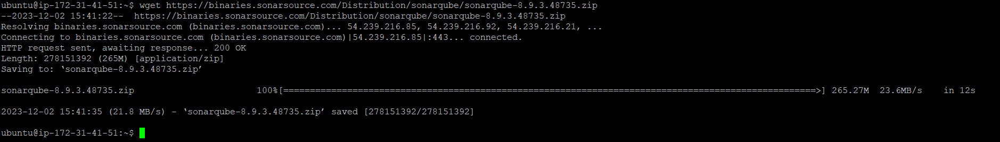 ubuntu@ip-172-31-41-51:~$ wget https://binaries.sonarsource.com/Distribution/sonarqube/sonarqube-8.9.3.48735.zip
--2023-12-02 15:41:22--  https://binaries.sonarsource.com/Distribution/sonarqube/sonarqube-8.9.3.48735.zip
Resolving binaries.sonarsource.com (binaries.sonarsource.com)... 54.239.216.85, 54.239.216.92, 54.239.216.21, ...
Connecting to binaries.sonarsource.com (binaries.sonarsource.com)|54.239.216.85|:443... connected.
HTTP request sent, awaiting response... 200 OK
Length: 278151392 (265M) [application/zip]
Saving to: ‘sonarqube-8.9.3.48735.zip’
sonarqube-8.9.3.48735.zip                       100%[====================================================================================================>] 265.27M  23.6MB/s    in 12s
2023-12-02 15:41:35 (21.8 MB/s) - ‘sonarqube-8.9.3.48735.zip’ saved [278151392/278151392]
ubuntu@ip-172-31-41-51:~$